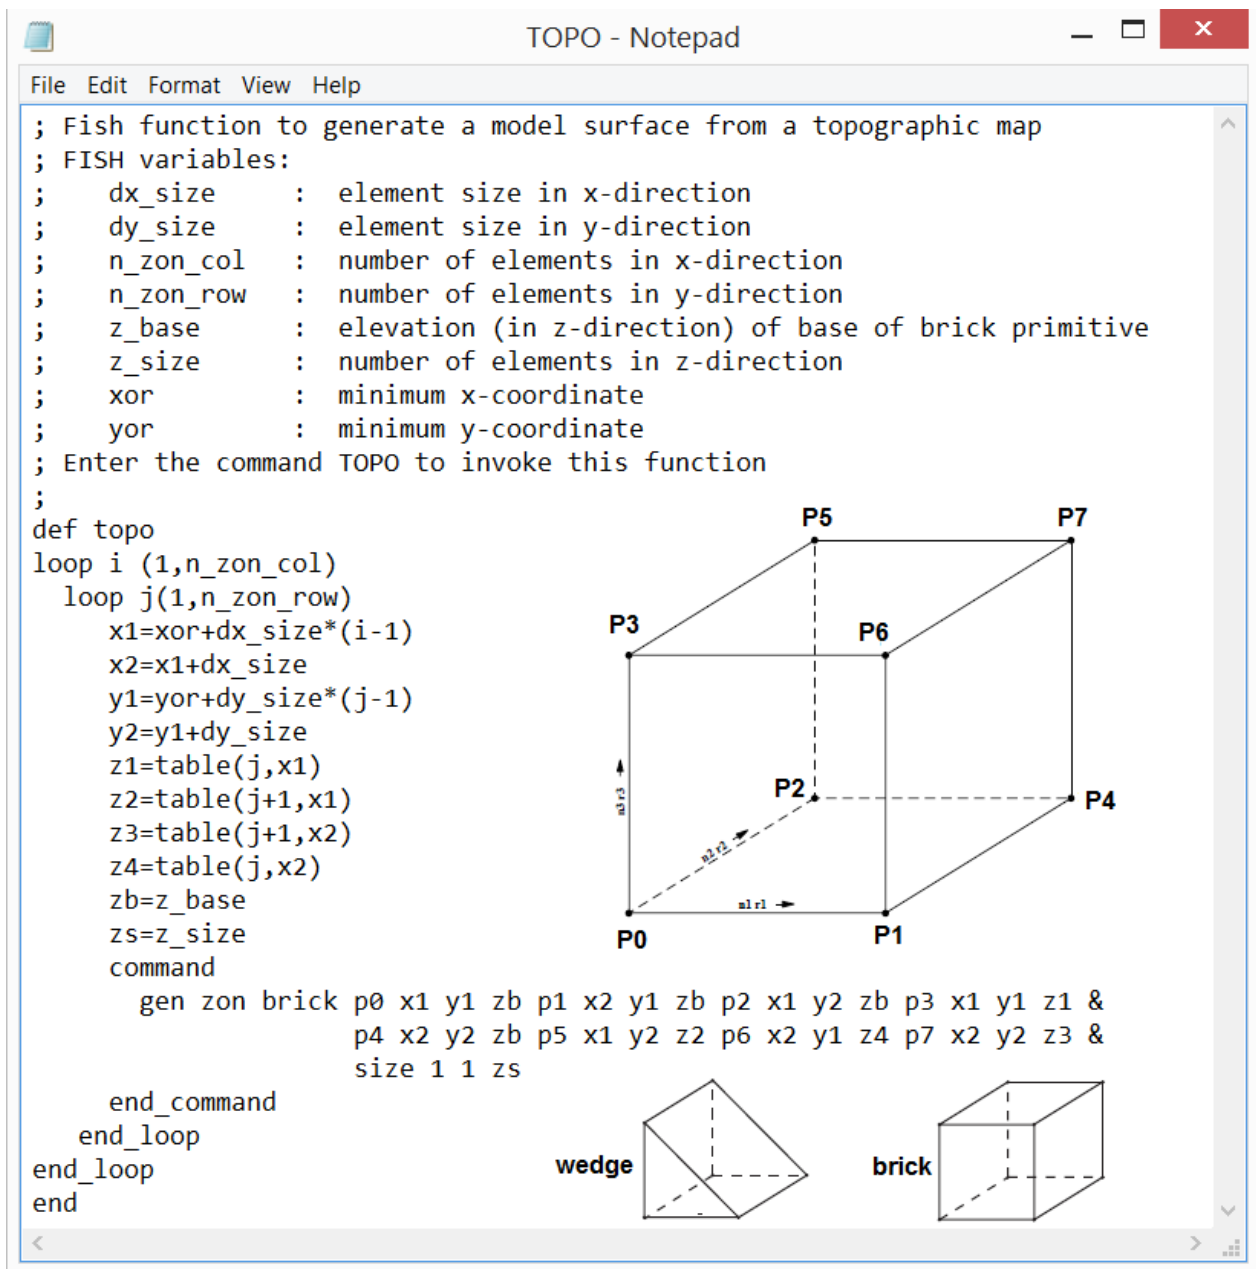 TOPO - Notepad
File Edit Format View Help
; Fish function to generate a model surface from a topographic map
; FISH variables:
;    dx_size     :  element size in x-direction
;    dy_size     :  element size in y-direction
;    n_zon_col   :  number of elements in x-direction
;    n_zon_row   :  number of elements in y-direction
;    z_base      :  elevation (in z-direction) of base of brick primitive
;    z_size      :  number of elements in z-direction
;    xor         :  minimum x-coordinate
;    yor         :  minimum y-coordinate
; Enter the command TOPO to invoke this function
;
def topo
loop i (1,n_zon_col)
  loop j(1,n_zon_row)
     x1=xor+dx_size*(i-1)
     x2=x1+dx_size
     y1=yor+dy_size*(j-1)
     y2=y1+dy_size
     z1=table(j,x1)
     z2=table(j+1,x1)
     z3=table(j+1,x2)
     z4=table(j,x2)
     zb=z_base
     zs=z_size
     command
       gen zon brick p0 x1 y1 zb p1 x2 y1 zb p2 x1 y2 zb p3 x1 y1 z1 &
                     p4 x2 y2 zb p5 x1 y2 z2 p6 x2 y1 z4 p7 x2 y2 z3 &
                     size 1 1 zs
     end_command
   end_loop
end_loop
end
P5
P7
P3
P6
P2
P4
n3 r3
n2 r2
n1 r1
P0
P1
wedge
brick